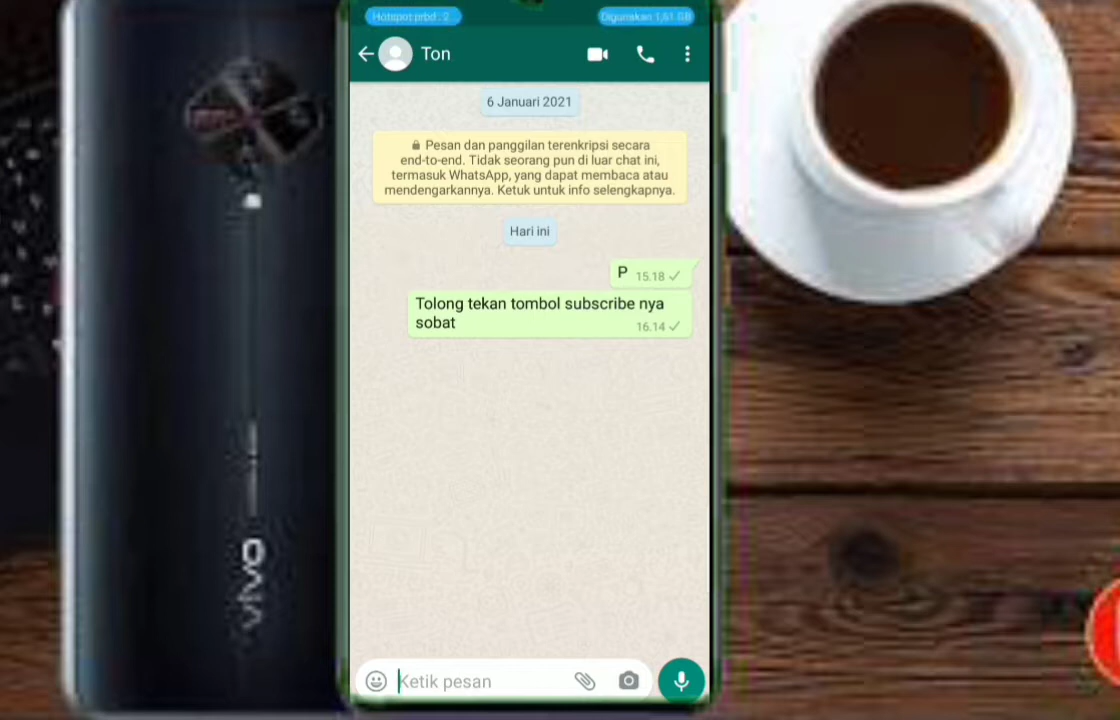 Hotspot prbd : 2
Digunakan 1,61 GB
Ton
6 Januari 2021
Pesan dan panggilan terenkripsi secara
end-to-end. Tidak seorang pun di luar chat ini,
termasuk WhatsApp, yang dapat membaca atau
mendengarkannya. Ketuk untuk info selengkapnya.
Hari ini
P 15.18
Tolong tekan tombol subscribe nya
sobat 16.14
Ketik pesan
vivo